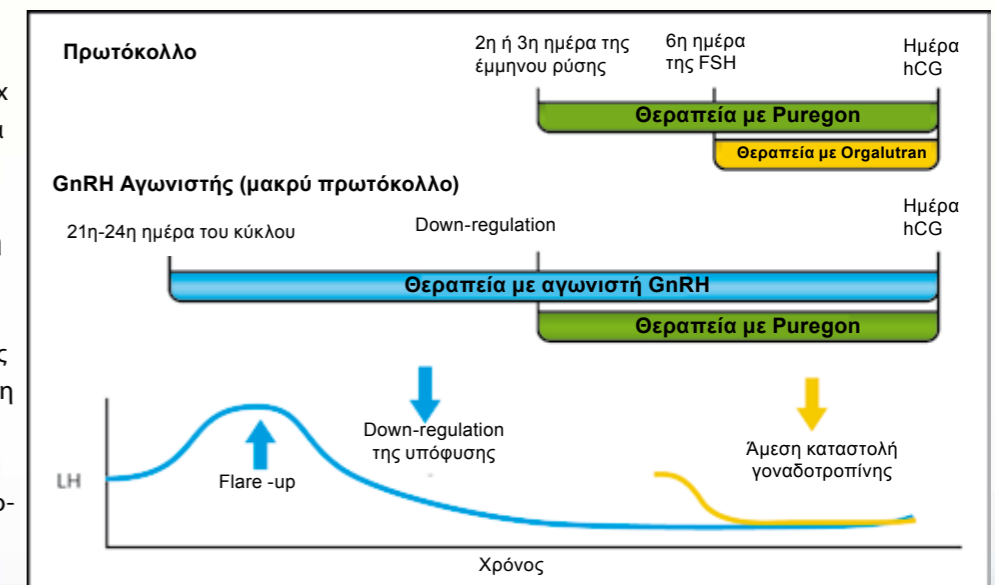 Πρωτόκολλο
2η ή 3η ημέρα της
έμμηνου ρύσης
6η ημέρα
της FSH
Ημέρα
hCG
Θεραπεία με Puregon
Θεραπεία με Orgalutran
GnRH Αγωνιστής (μακρύ πρωτόκολλο)
21η-24η ημέρα του κύκλου
Down-regulation
Ημέρα
hCG
Θεραπεία με αγωνιστή GnRH
Θεραπεία με Puregon
Down-regulation
της υπόφυσης
Flare -up
Άμεση καταστολή
γοναδοτροπίνης
LH
Χρόνος